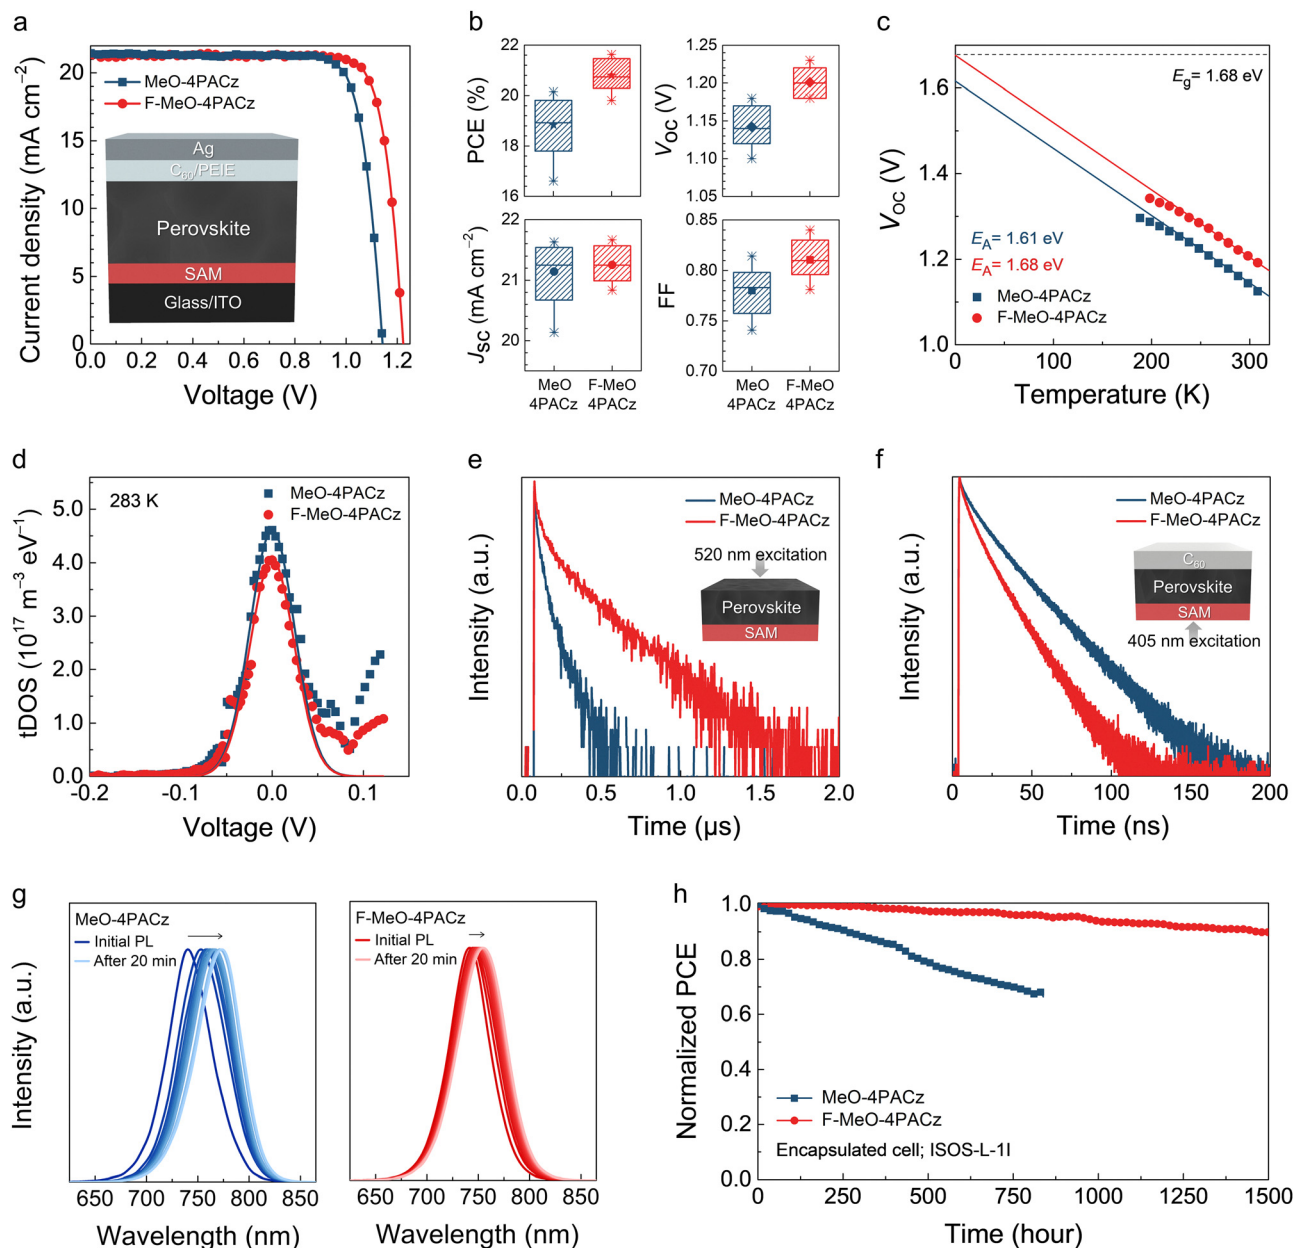 a
Current density (mA cm⁻²)
20
15
10
5
0
MeO-4PACz
F-MeO-4PACz
Ag
C₆₀/PEIE
Perovskite
SAM
Glass/ITO
0.0 0.2 0.4 0.6 0.8 1.0 1.2
Voltage (V)
b
PCE (%)
22
20
18
16
V_OC (V)
1.25
1.20
1.15
1.10
1.05
J_SC (mA cm⁻²)
22
21
20
FF
0.85
0.80
0.75
0.70
MeO F-MeO
4PACz 4PACz
MeO F-MeO
4PACz 4PACz
c
V_OC (V)
1.6
1.4
1.2
1.0
E_g= 1.68 eV
E_A= 1.61 eV
E_A= 1.68 eV
MeO-4PACz
F-MeO-4PACz
0 100 200 300
Temperature (K)
d
tDOS (10¹⁷ m⁻³ eV⁻¹)
5.0
4.0
3.0
2.0
1.0
0.0
283 K
MeO-4PACz
F-MeO-4PACz
-0.2 -0.1 0.0 0.1
Voltage (V)
e
Intensity (a.u.)
MeO-4PACz
F-MeO-4PACz
520 nm excitation
Perovskite
SAM
0.0 0.5 1.0 1.5 2.0
Time (µs)
f
Intensity (a.u.)
MeO-4PACz
F-MeO-4PACz
C₆₀
Perovskite
SAM
405 nm excitation
0 50 100 150 200
Time (ns)
g
Intensity (a.u.)
MeO-4PACz
Initial PL
After 20 min
650 700 750 800 850
Wavelength (nm)
F-MeO-4PACz
Initial PL
After 20 min
650 700 750 800 850
Wavelength (nm)
h
Normalized PCE
1.0
0.8
0.6
0.4
0.2
0.0
MeO-4PACz
F-MeO-4PACz
Encapsulated cell; ISOS-L-1I
0 250 500 750 1000 1250 1500
Time (hour)